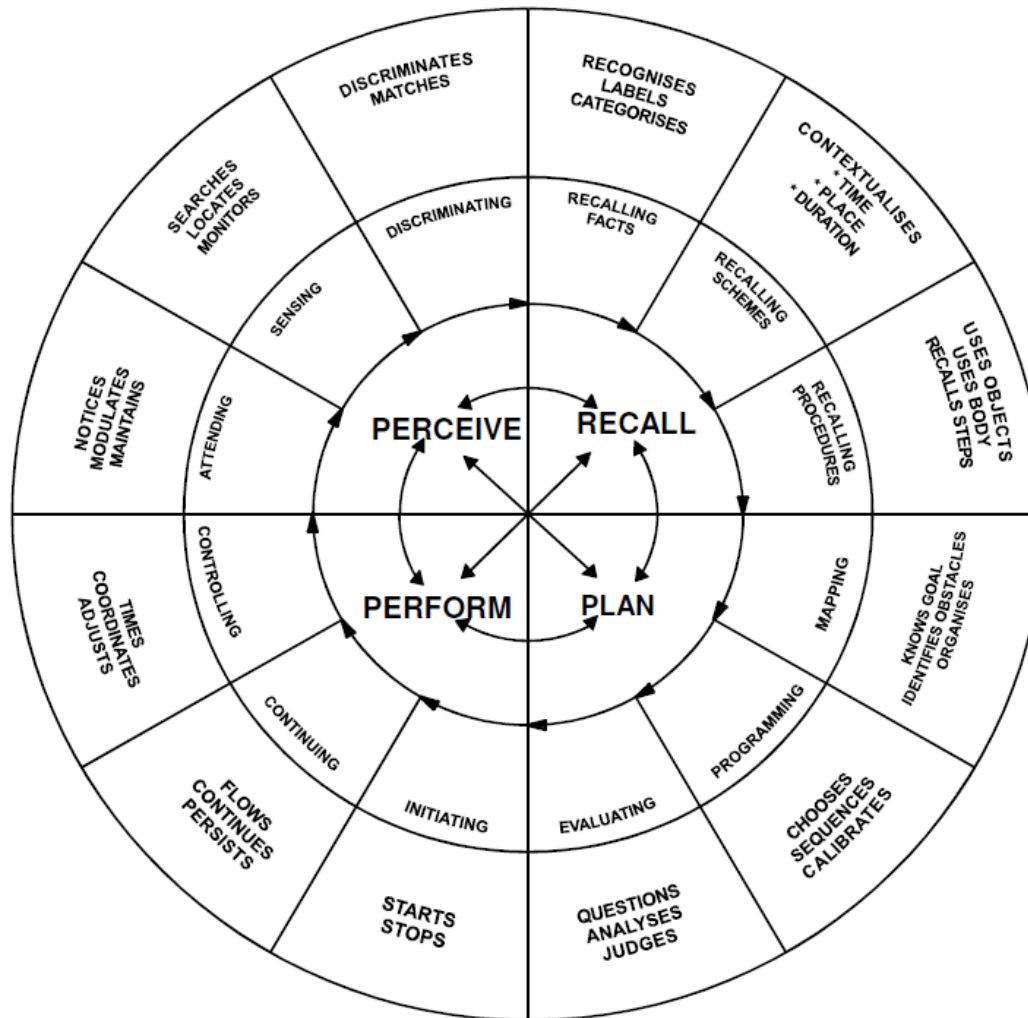 DISCRIMINATES
MATCHES
RECOGNISES
LABELS
CATEGORISES
CONTEXTUALISES
* TIME
* PLACE
* DURATION
SEARCHES
LOCATES
MONITORS
DISCRIMINATING
RECALLING
FACTS
SENSING
RECALLING
SCHEMES
USES OBJECTS
USES BODY
RECALLS STEPS
NOTICES
MODULATES
MAINTAINS
ATTENDING
RECALLING
PROCEDURES
PERCEIVE
RECALL
PERFORM
PLAN
CONTROLLING
MAPPING
TIMES
COORDINATES
ADJUSTS
KNOWS GOAL
IDENTIFIES OBSTACLES
ORGANISES
CONTINUING
PROGRAMMING
INITIATING
EVALUATING
FLOWS
CONTINUES
PERSISTS
CHOOSES
SEQUENCES
CALIBRATES
STARTS
STOPS
QUESTIONS
ANALYSES
JUDGES